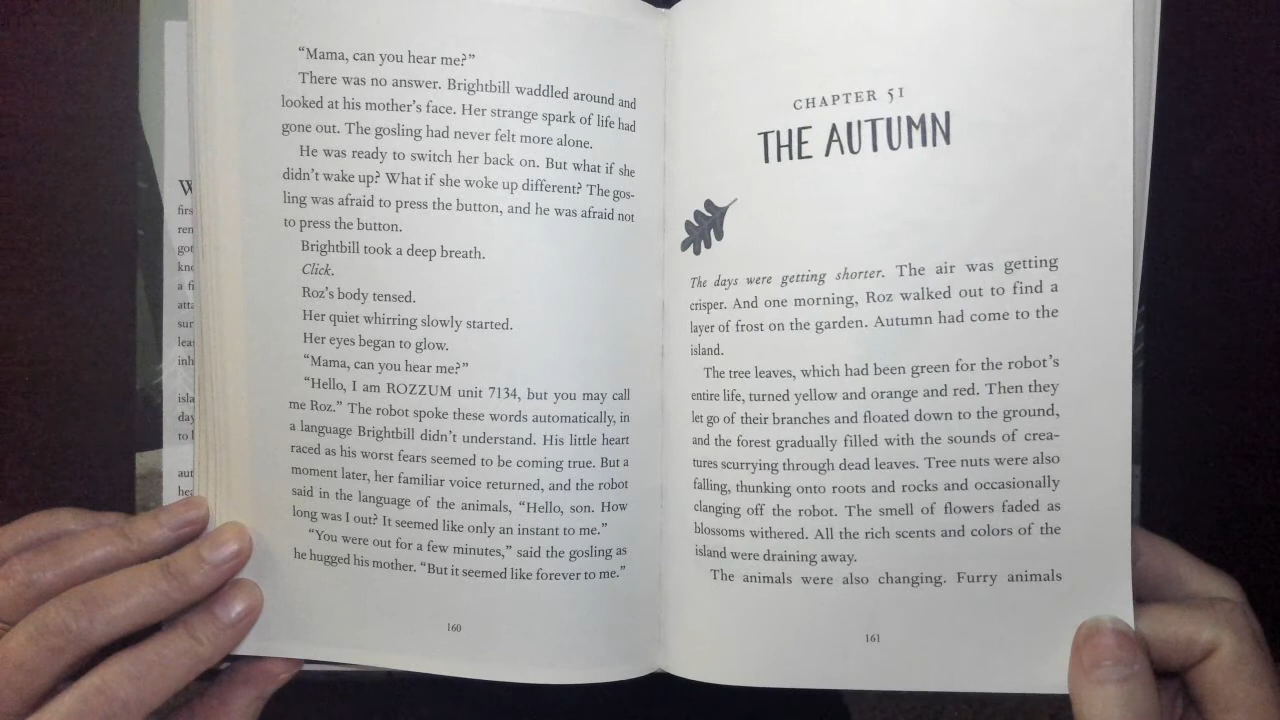 “Mama, can you hear me?”
There was no answer. Brightbill waddled around and
looked at his mother’s face. Her strange spark of life had
gone out. The gosling had never felt more alone.
He was ready to switch her back on. But what if she
didn’t wake up? What if she woke up different? The gos-
ling was afraid to press the button, and he was afraid not
to press the button.
Brightbill took a deep breath.
Click.
Roz’s body tensed.
Her quiet whirring slowly started.
Her eyes began to glow.
“Mama, can you hear me?”
“Hello, I am ROZZUM unit 7134, but you may call
me Roz.” The robot spoke these words automatically, in
a language Brightbill didn’t understand. His little heart
raced as his worst fears seemed to be coming true. But a
moment later, her familiar voice returned, and the robot
said in the language of the animals, “Hello, son. How
long was I out? It seemed like only an instant to me.”
“You were out for a few minutes,” said the gosling as
he hugged his mother. “But it seemed like forever to me.”
160
CHAPTER 51
THE AUTUMN
The days were getting shorter. The air was getting
crisper. And one morning, Roz walked out to find a
layer of frost on the garden. Autumn had come to the
island.
The tree leaves, which had been green for the robot’s
entire life, turned yellow and orange and red. Then they
let go of their branches and floated down to the ground,
and the forest gradually filled with the sounds of crea-
tures scurrying through dead leaves. Tree nuts were also
falling, thunking onto roots and rocks and occasionally
clanging off the robot. The smell of flowers faded as
blossoms withered. All the rich scents and colors of the
island were draining away.
The animals were also changing. Furry animals
161